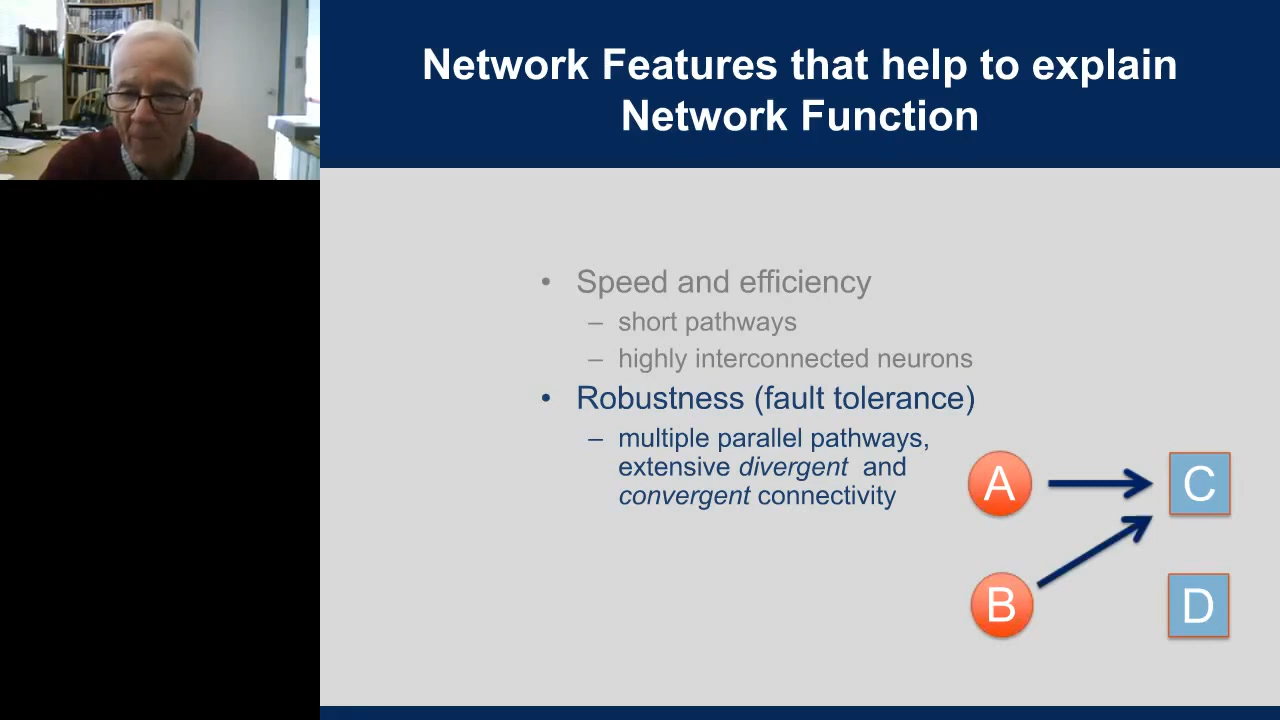 Network Features that help to explain
Network Function
• Speed and efficiency
– short pathways
– highly interconnected neurons
• Robustness (fault tolerance)
– multiple parallel pathways,
extensive divergent and
convergent connectivity
A
C
B
D